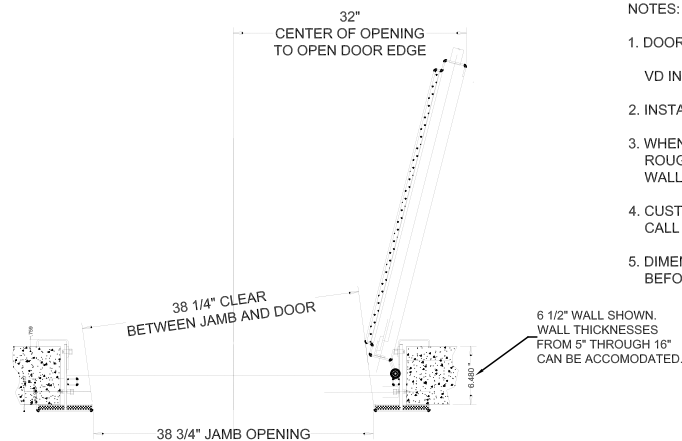 32"
CENTER OF OPENING
TO OPEN DOOR EDGE
NOTES:
1. DOOR
VD IN
2. INSTA
3. WHEN
ROUG
WALL
4. CUST
CALL
5. DIMEN
BEFO
38 1/4" CLEAR
BETWEEN JAMB AND DOOR
6 1/2" WALL SHOWN.
WALL THICKNESSES
FROM 5" THROUGH 16"
CAN BE ACCOMODATED.
6.480"
38 3/4" JAMB OPENING